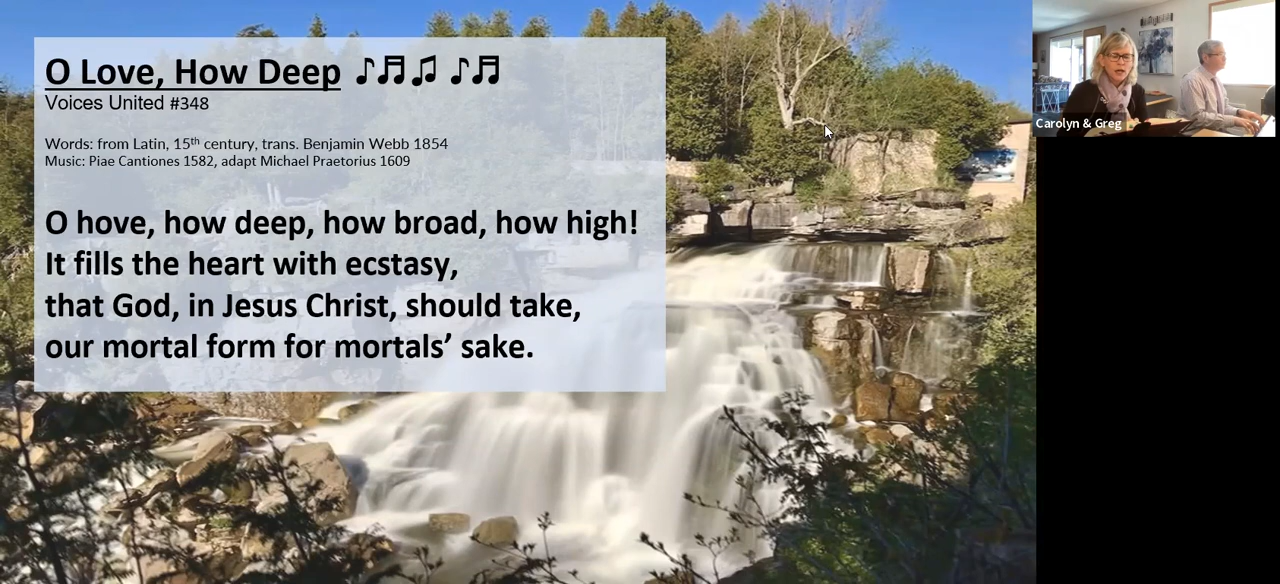 O Love, How Deep ♪♬♫ ♪♬
Voices United #348
Words: from Latin, 15th century, trans. Benjamin Webb 1854
Music: Piae Cantiones 1582, adapt Michael Praetorius 1609
O hove, how deep, how broad, how high!
It fills the heart with ecstasy,
that God, in Jesus Christ, should take,
our mortal form for mortals’ sake.
Carolyn & Greg